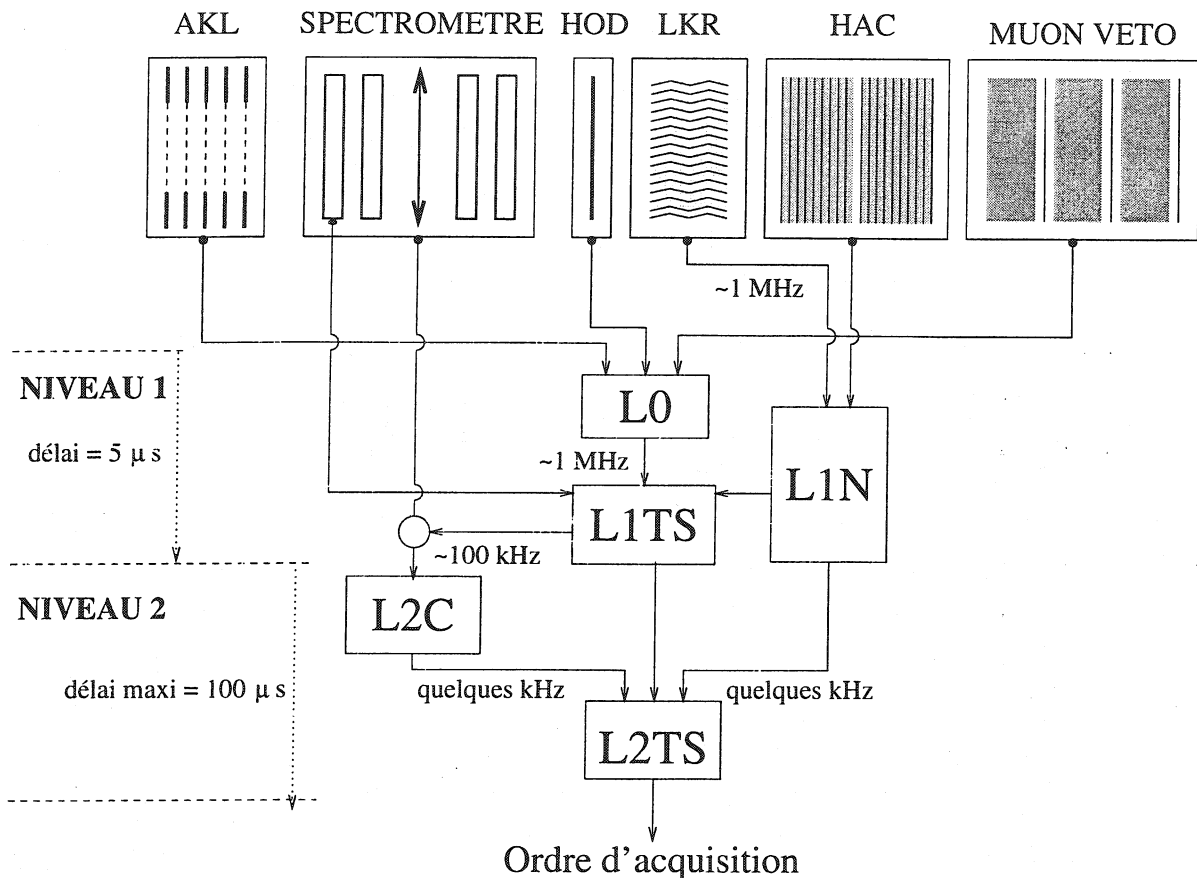 AKL
SPECTROMETRE
HOD
LKR
HAC
MUON VETO
~1 MHz
NIVEAU 1
délai = 5 µ s
L0
~1 MHz
L1N
L1TS
~100 kHz
NIVEAU 2
L2C
délai maxi = 100 µ s
quelques kHz
quelques kHz
L2TS
Ordre d'acquisition